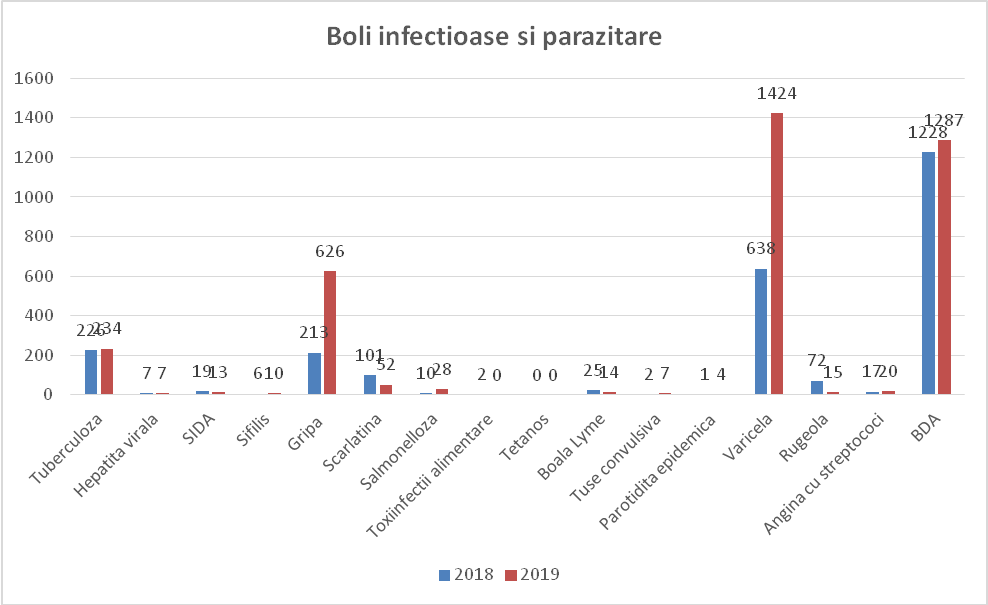 Boli infectioase si parazitare
1600
1400
1200
1000
800
600
400
200
0
226 234
7 7
19 13
6 10
213 626
101 52
10 28
2 0
0 0
25 14
2 7
1 4
638 1424
72 15
17 20
1228 1287
Tuberculoza
Hepatita virala
SIDA
Sifilis
Gripa
Scarlatina
Salmonelloza
Toxiinfectii alimentare
Tetanos
Boala Lyme
Tuse convulsiva
Parotidita epidemica
Varicela
Rugeola
Angina cu streptococi
BDA
2018 2019